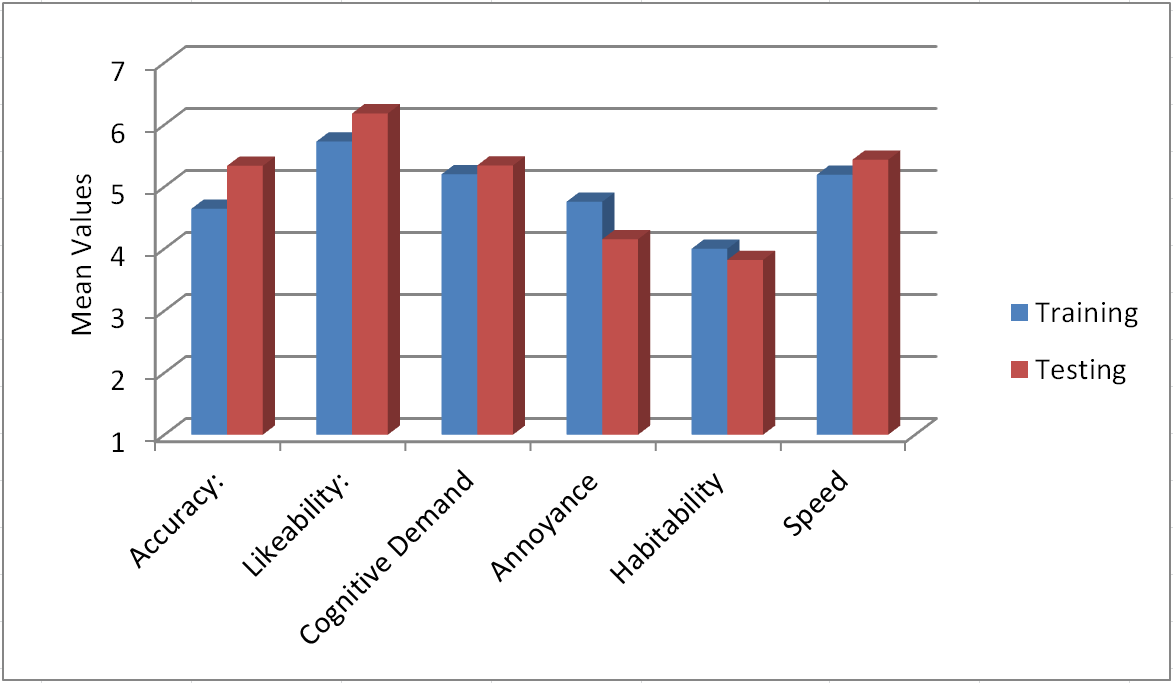 7
6
5
4
3
2
1
Mean Values
Accuracy:
Likeability:
Cognitive Demand
Annoyance
Habitability
Speed
Training
Testing